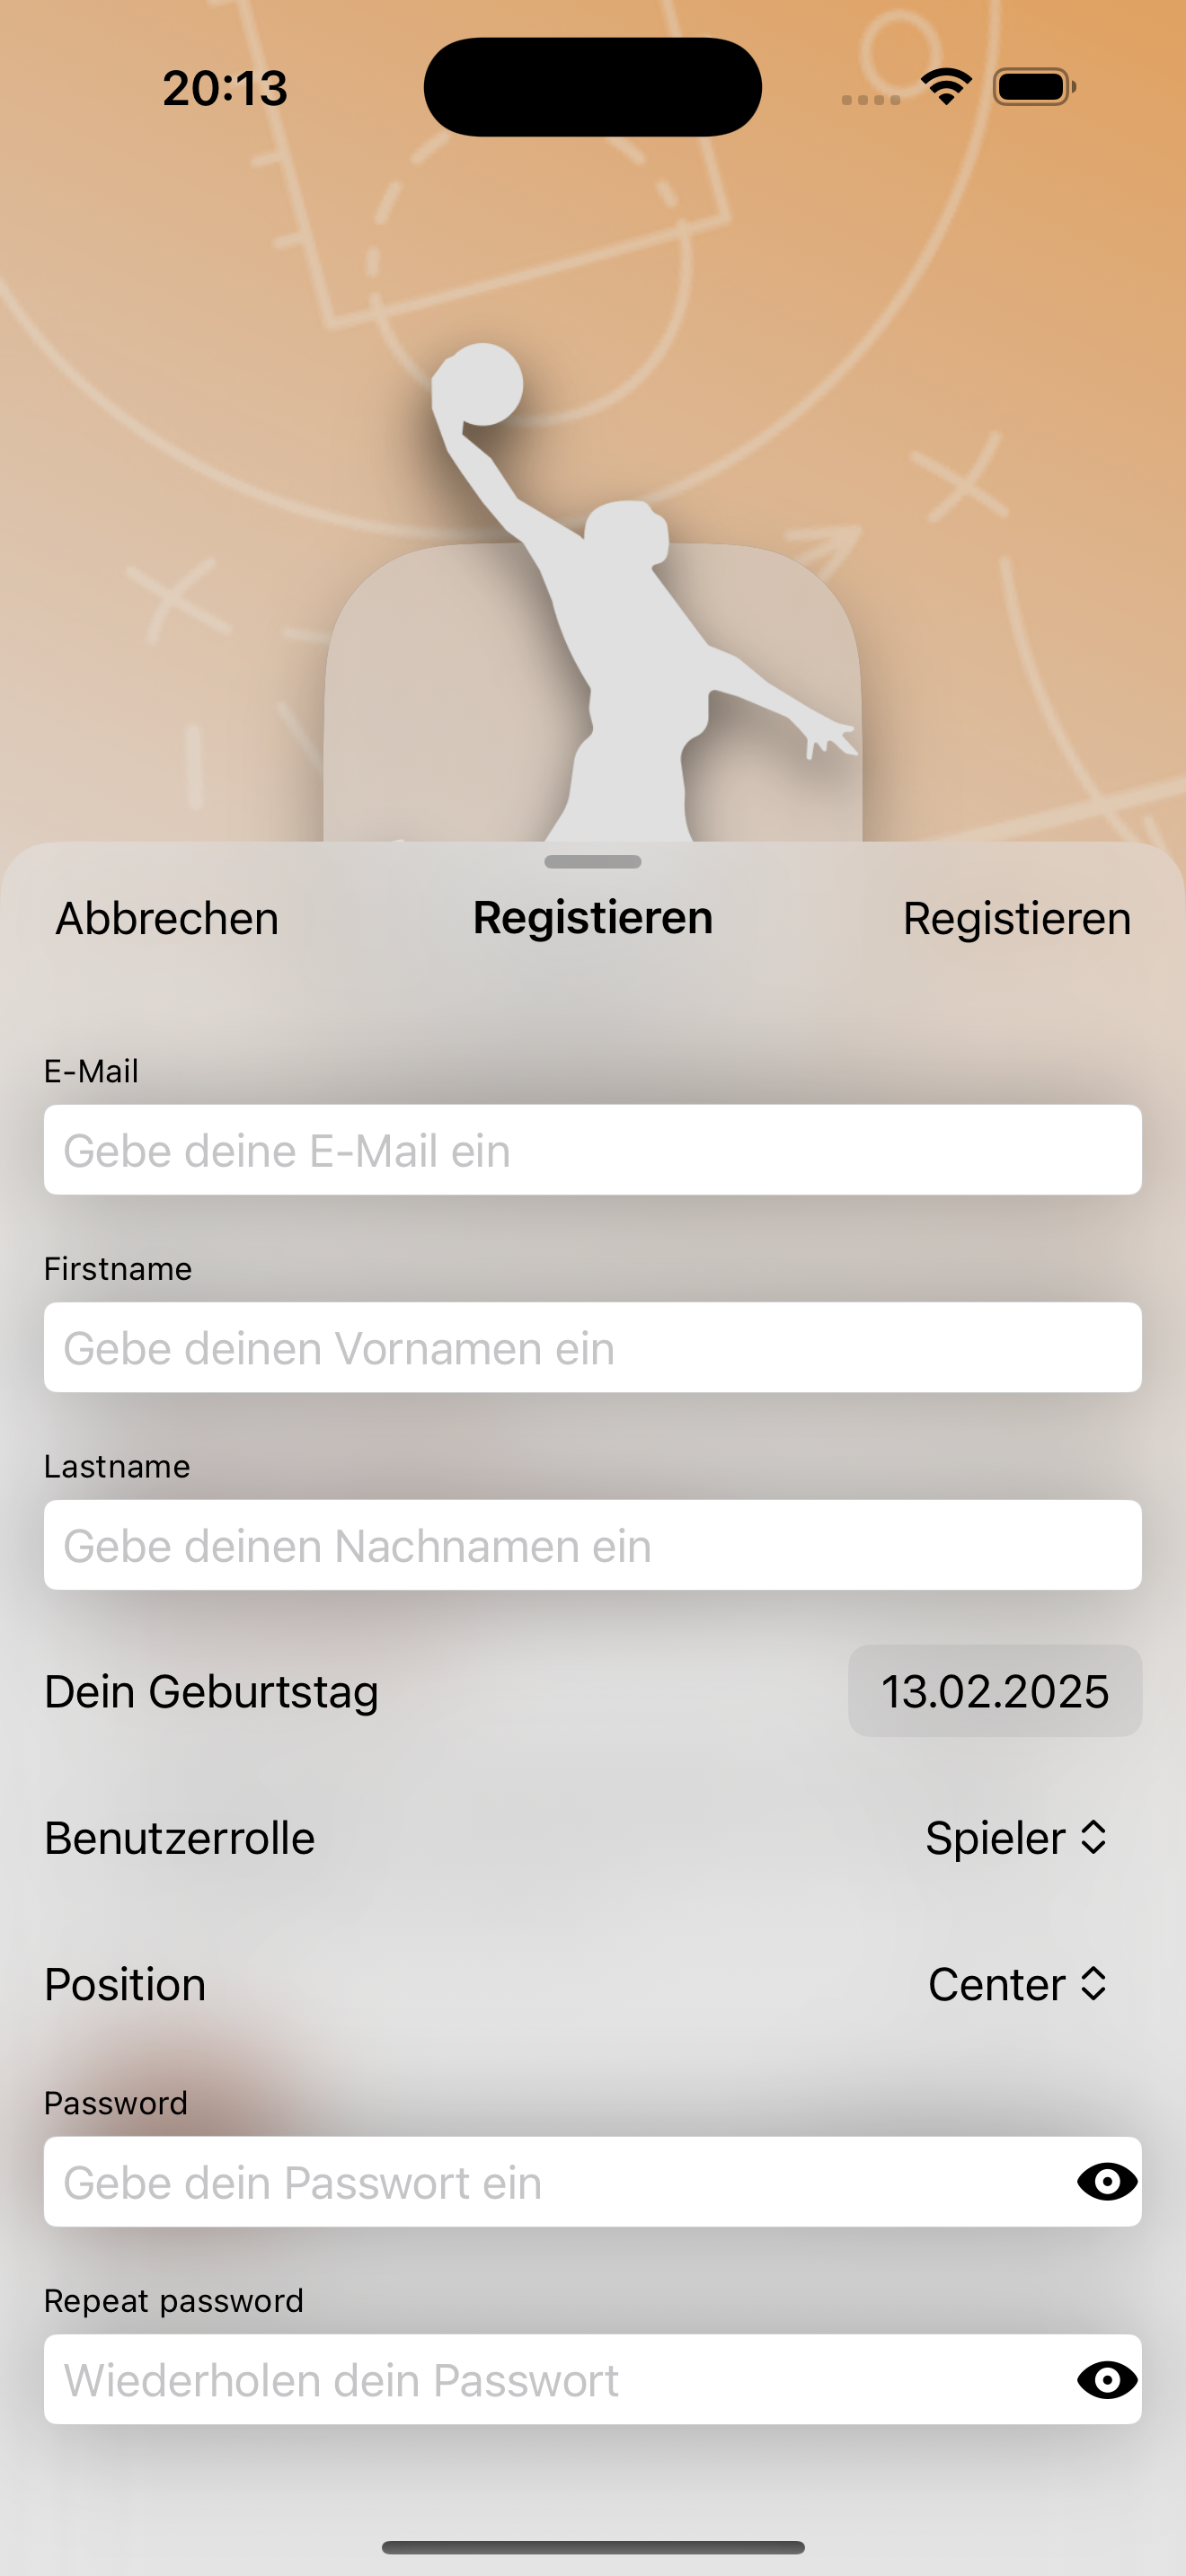 20:13
Abbrechen Registieren Registieren
E-Mail
Gebe deine E-Mail ein
Firstname
Gebe deinen Vornamen ein
Lastname
Gebe deinen Nachnamen ein
Dein Geburtstag 13.02.2025
Benutzerrolle Spieler
Position Center
Password
Gebe dein Passwort ein
Repeat password
Wiederholen dein Passwort